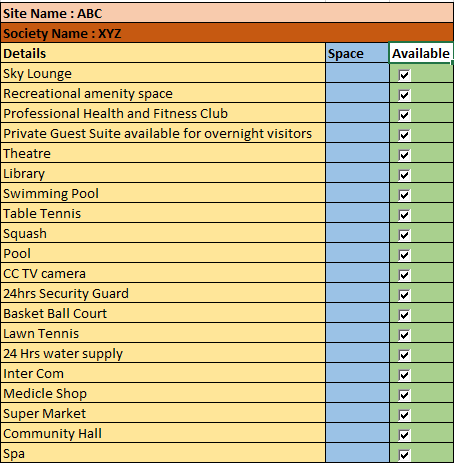 Site Name : ABC
Society Name : XYZ
Details Space Available
Sky Lounge
Recreational amenity space
Professional Health and Fitness Club
Private Guest Suite available for overnight visitors
Theatre
Library
Swimming Pool
Table Tennis
Squash
Pool
CC TV camera
24hrs Security Guard
Basket Ball Court
Lawn Tennis
24 Hrs water supply
Inter Com
Medicle Shop
Super Market
Community Hall
Spa